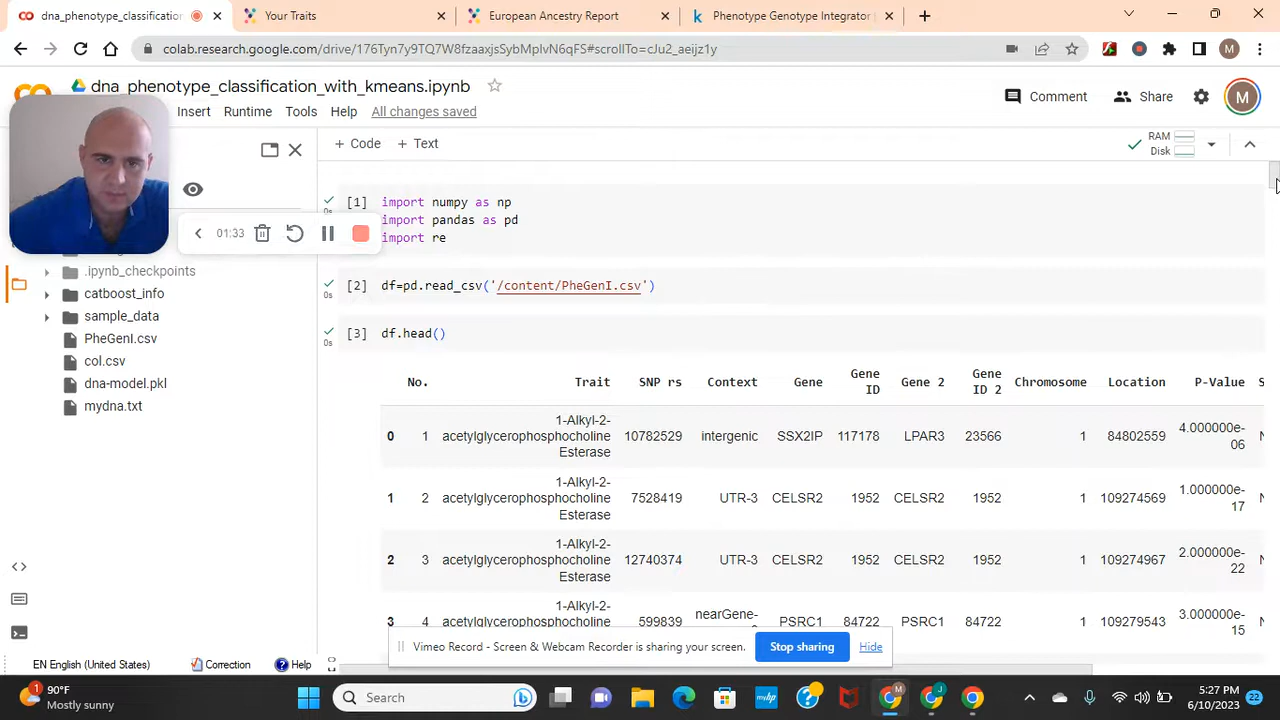 dna_phenotype_classification
Your Traits
European Ancestry Report
Phenotype Genotype Integrator
colab.research.google.com/drive/176Tyn7y9TQ7W8fzaaxjsSybMplvN6qFS#scrollTo=cJu2_aeijz1y
M
dna_phenotype_classification_with_kmeans.ipynb
Insert Runtime Tools Help All changes saved
Comment Share M
+ Code + Text
RAM
Disk
[1] import numpy as np
0s import pandas as pd
import re
01:33
[2] df=pd.read_csv('/content/PheGenI.csv')
0s
[3] df.head()
0s
.ipynb_checkpoints
catboost_info
sample_data
PheGenI.csv
col.csv
dna-model.pkl
mydna.txt
No. Trait SNP rs Context Gene Gene ID Gene 2 Gene ID 2 Chromosome Location P-Value S
0 1 1-Alkyl-2-acetylglycerophosphocholine Esterase 10782529 intergenic SSX2IP 117178 LPAR3 23566 1 84802559 4.000000e-06 N
1 2 1-Alkyl-2-acetylglycerophosphocholine Esterase 7528419 UTR-3 CELSR2 1952 CELSR2 1952 1 109274569 1.000000e-17 N
2 3 1-Alkyl-2-acetylglycerophosphocholine Esterase 12740374 UTR-3 CELSR2 1952 CELSR2 1952 1 109274967 2.000000e-22 N
3 4 1-Alkyl-2-acetylglycerophosphocholine Esterase 599839 nearGene- PSRC1 84722 PSRC1 84722 1 109279543 3.000000e-15 N
Vimeo Record - Screen & Webcam Recorder is sharing your screen. Stop sharing Hide
EN English (United States) Correction Help
90°F
Mostly sunny
Search
5:27 PM
6/10/2023
22